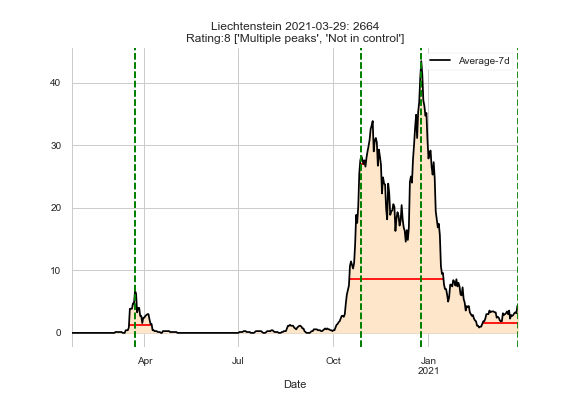 Liechtenstein 2021-03-29: 2664
Rating:8 ['Multiple peaks', 'Not in control']
Average-7d
40
30
20
10
0
Apr
Jul
Oct
Jan
2021
Date